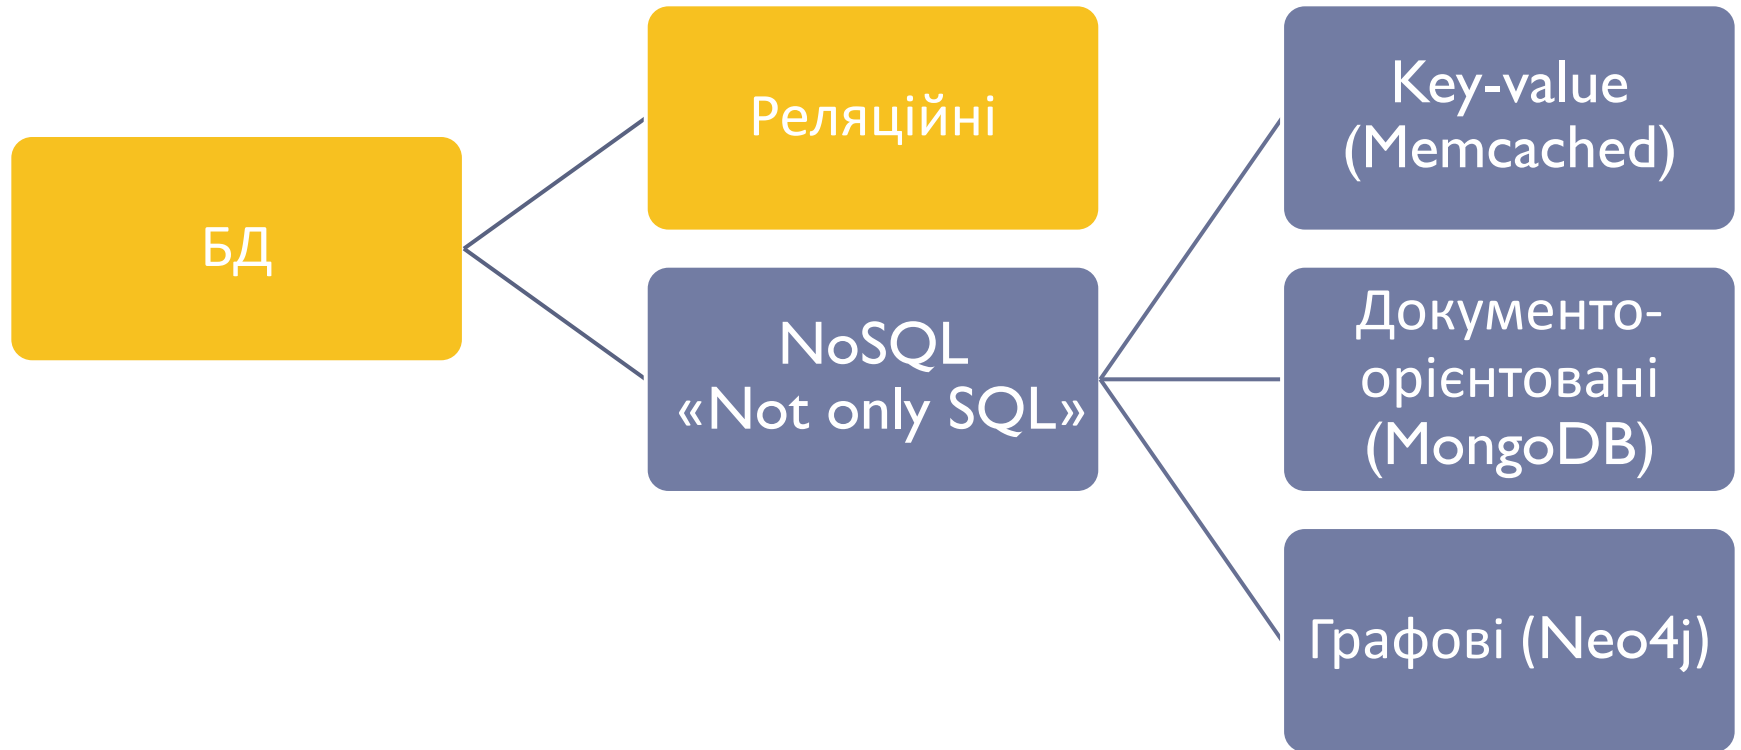 БД
Реляційні
NoSQL
«Not only SQL»
Key-value
(Memcached)
Документо-
орієнтовані
(MongoDB)
Графові (Neo4j)